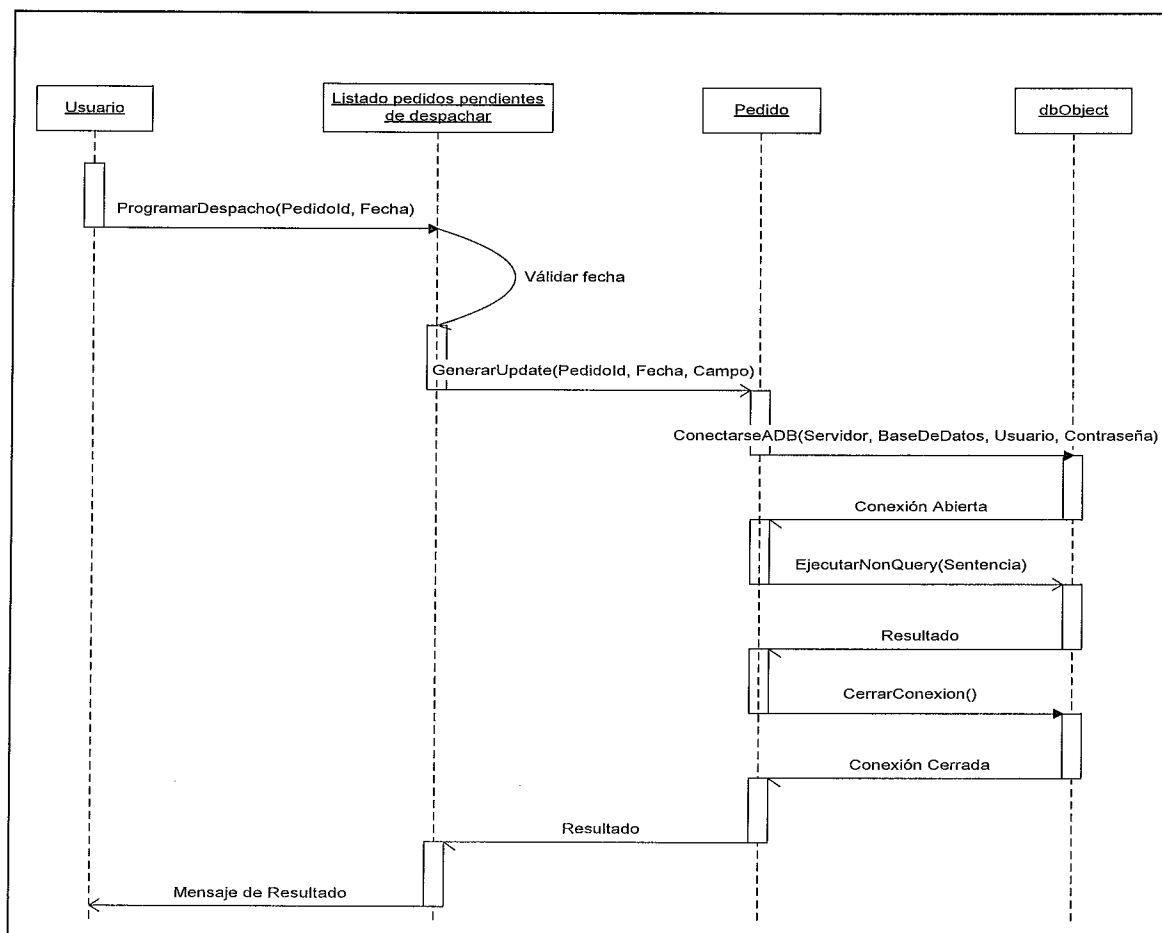 Usuario
Listado pedidos pendientes
de despachar
Pedido
dbObject
ProgramarDespacho(PedidoId, Fecha)
Válidar fecha
GenerarUpdate(PedidoId, Fecha, Campo)
ConectarseADB(Servidor, BaseDeDatos, Usuario, Contraseña)
Conexión Abierta
EjecutarNonQuery(Sentencia)
Resultado
CerrarConexion()
Conexión Cerrada
Resultado
Mensaje de Resultado